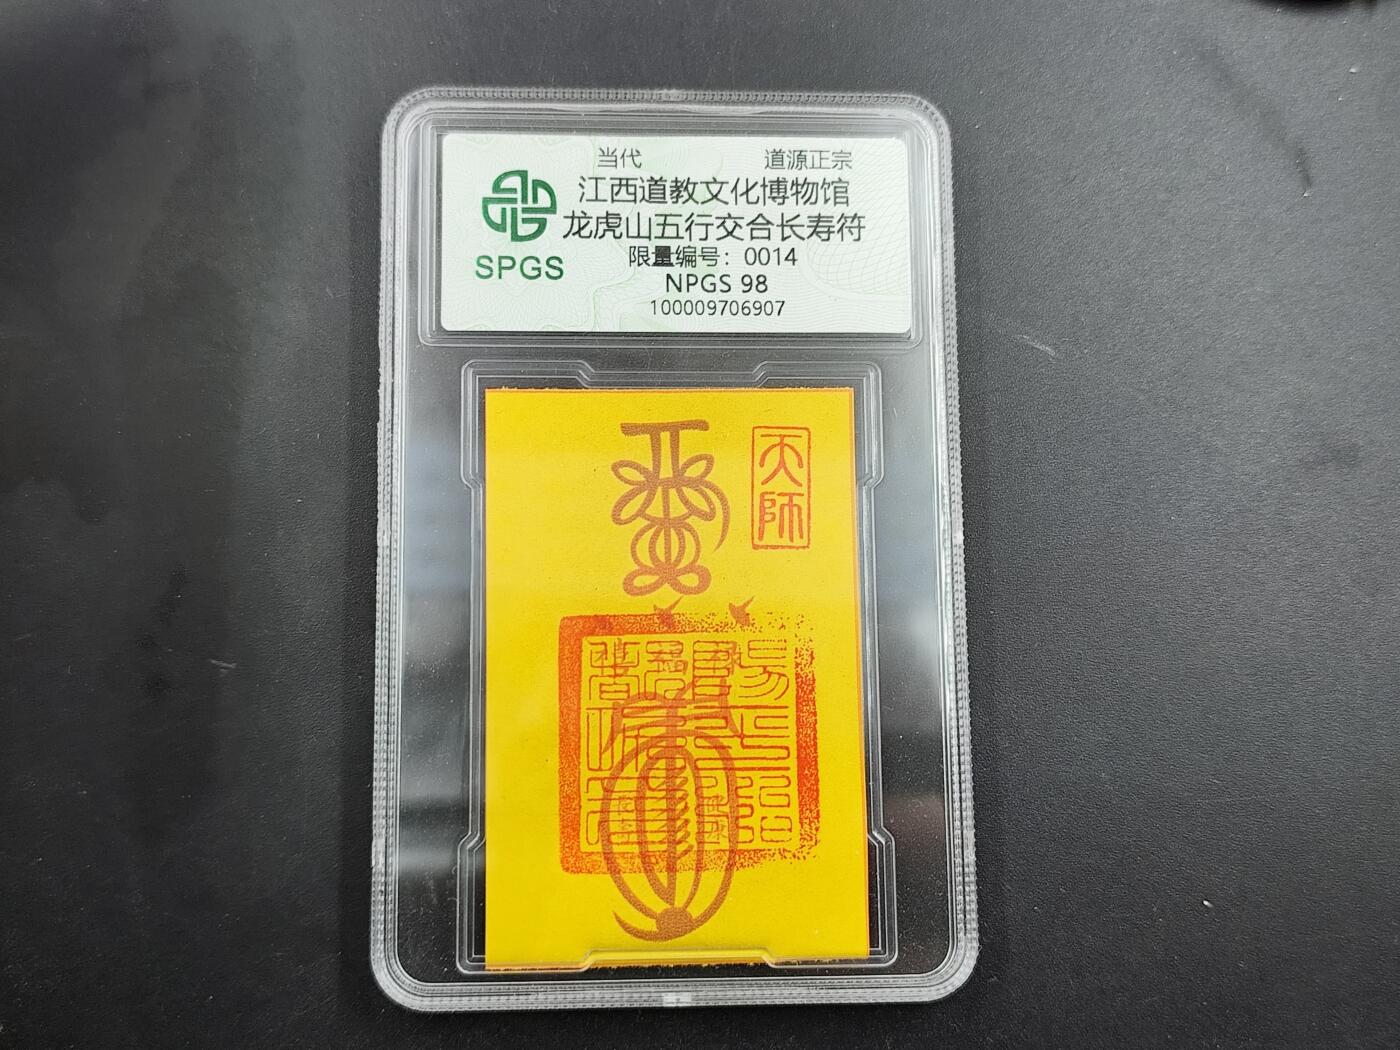 当代 道源正宗
江西道教文化博物馆
龙虎山五行交合长寿符
限量编号：0014
NPGS 98
100009706907
SPGS
天师